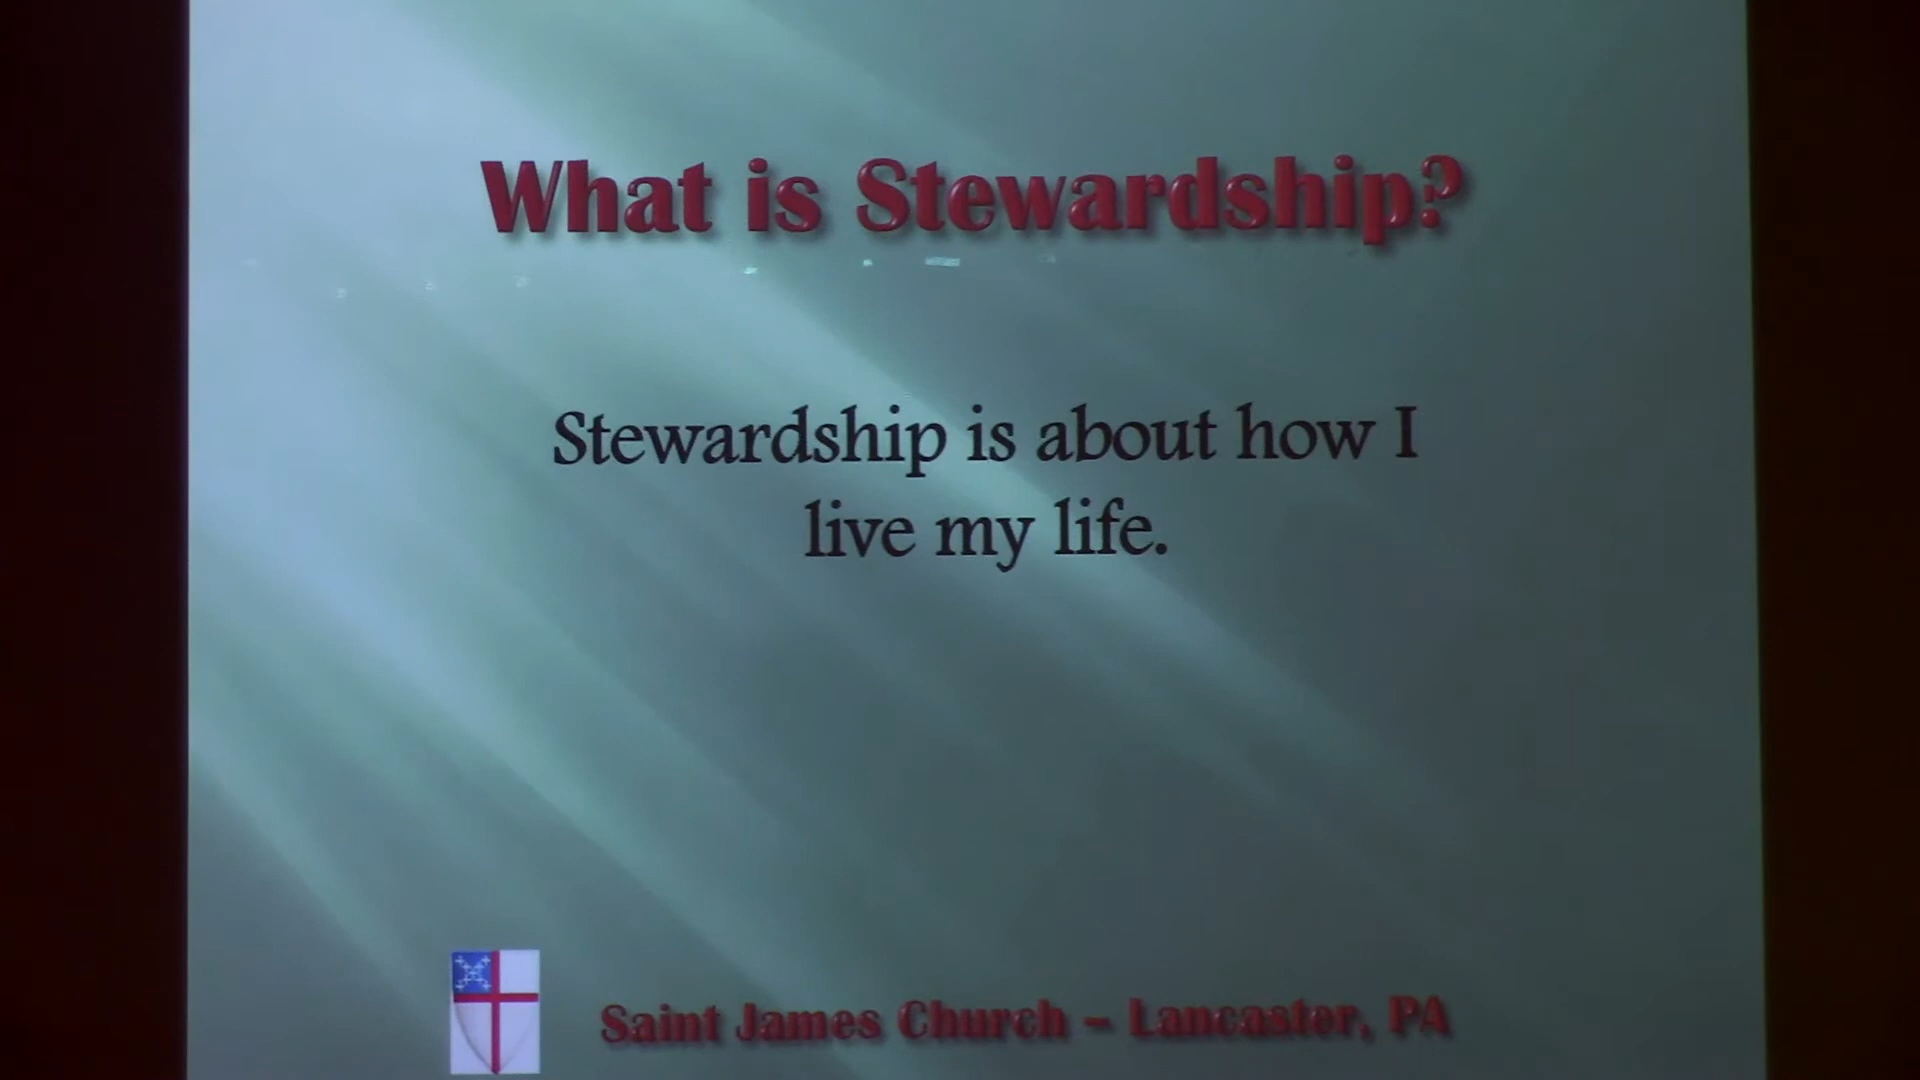 What is Stewardship?
Stewardship is about how I
live my life.
Saint James Church – Lancaster, PA